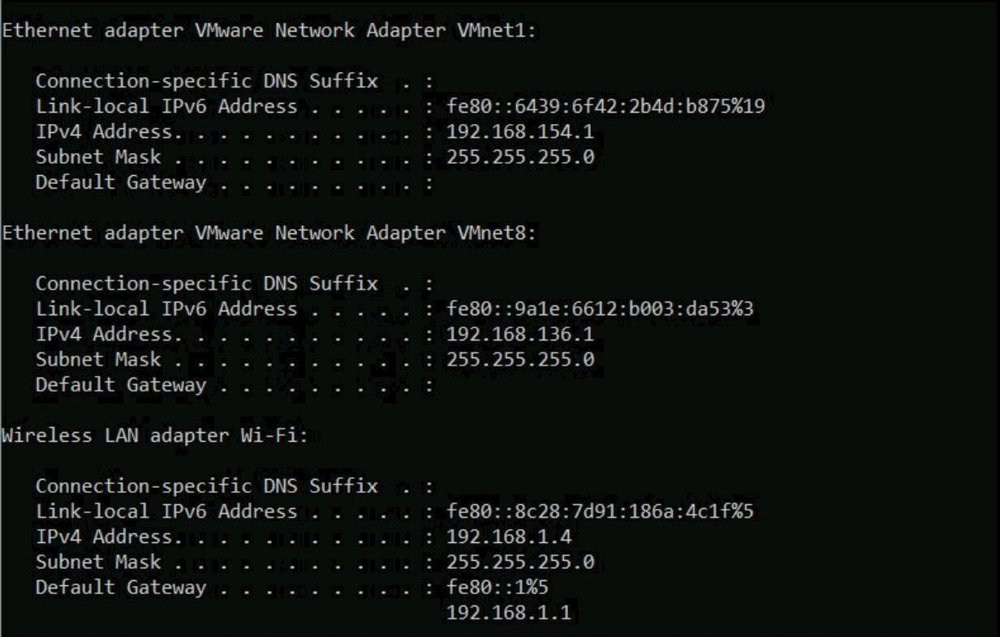 Ethernet adapter VMware Network Adapter VMnet1:
Connection-specific DNS Suffix  . :
Link-local IPv6 Address . . . . . : fe80::6439:6f42:2b4d:b875%19
IPv4 Address. . . . . . . . . . . : 192.168.154.1
Subnet Mask . . . . . . . . . . . : 255.255.255.0
Default Gateway . . . . . . . . . :
Ethernet adapter VMware Network Adapter VMnet8:
Connection-specific DNS Suffix  . :
Link-local IPv6 Address . . . . . : fe80::9a1e:6612:b003:da53%3
IPv4 Address. . . . . . . . . . . : 192.168.136.1
Subnet Mask . . . . . . . . . . . : 255.255.255.0
Default Gateway . . . . . . . . . :
Wireless LAN adapter Wi-Fi:
Connection-specific DNS Suffix  . :
Link-local IPv6 Address . . . . . : fe80::8c28:7d91:186a:4c1f%5
IPv4 Address. . . . . . . . . . . : 192.168.1.4
Subnet Mask . . . . . . . . . . . : 255.255.255.0
Default Gateway . . . . . . . . . : fe80::1%5
192.168.1.1